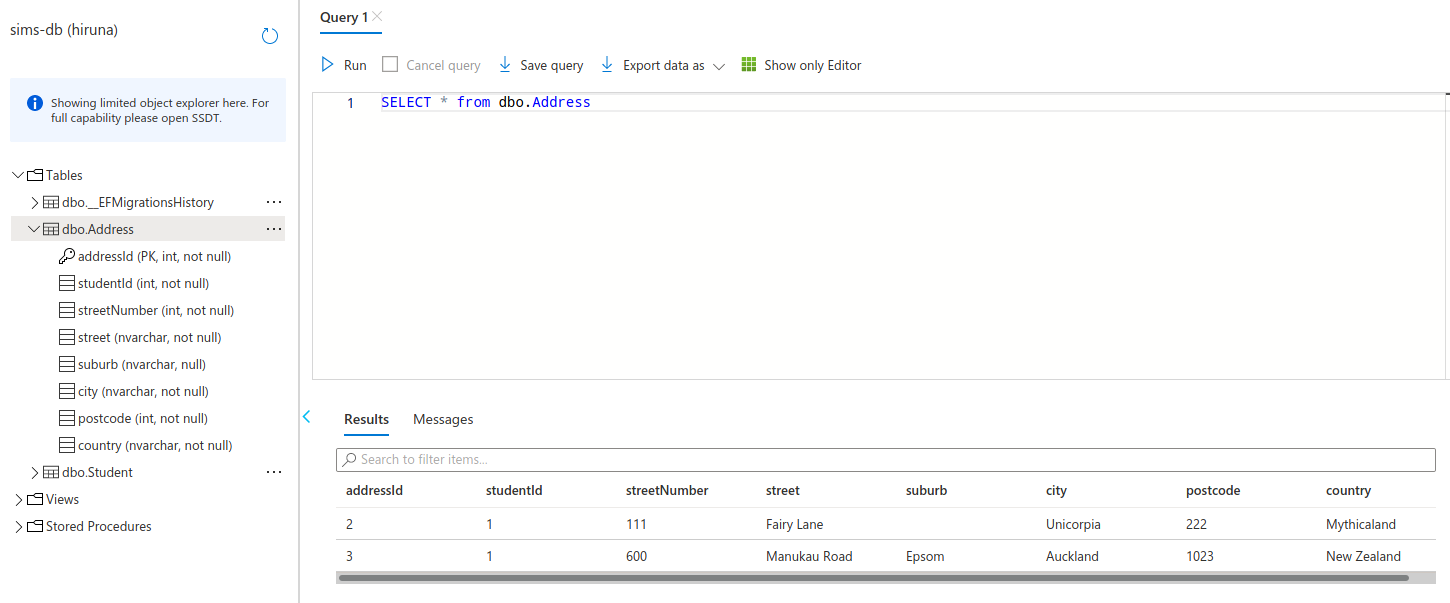 sims-db (hiruna)
Showing limited object explorer here. For
full capability please open SSDT.
Tables
dbo.__EFMigrationsHistory ...
dbo.Address ...
addressId (PK, int, not null)
studentId (int, not null)
streetNumber (int, not null)
street (nvarchar, not null)
suburb (nvarchar, null)
city (nvarchar, not null)
postcode (int, not null)
country (nvarchar, not null)
dbo.Student ...
Views
Stored Procedures
Query 1
Run Cancel query Save query Export data as Show only Editor
1 SELECT * from dbo.Address
Results Messages
Search to filter items...
addressId studentId streetNumber street suburb city postcode country
2 1 111 Fairy Lane Unicorpia 222 Mythicaland
3 1 600 Manukau Road Epsom Auckland 1023 New Zealand